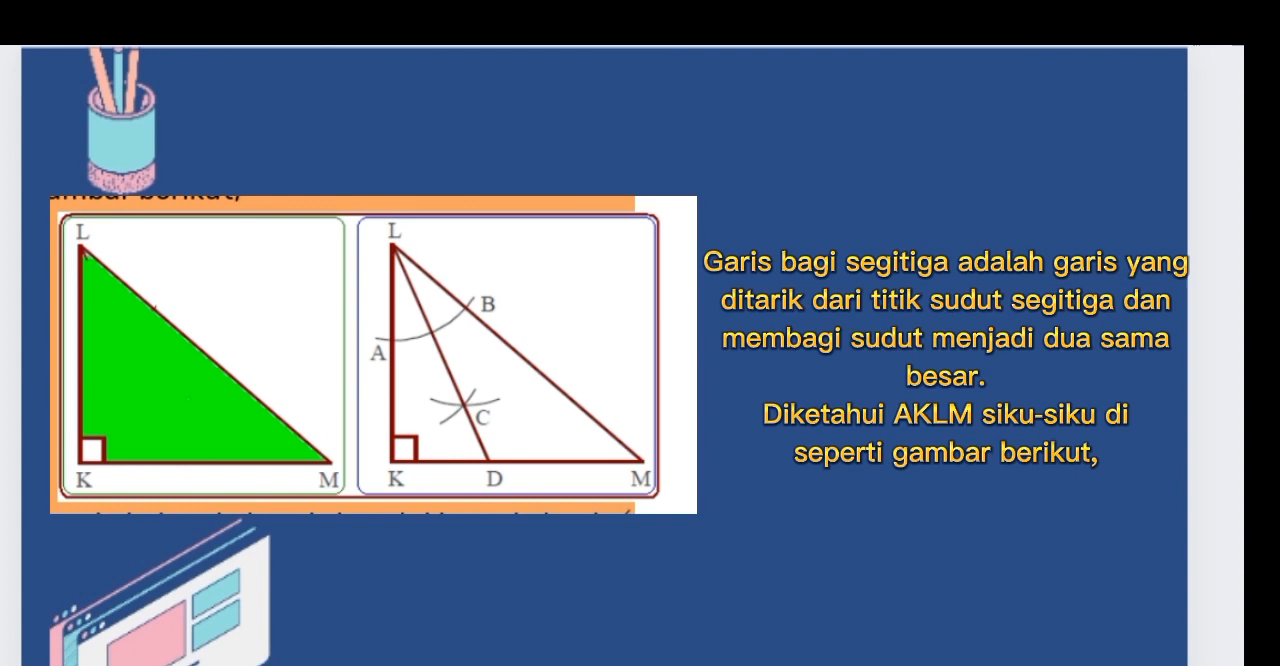 L
K
M
L
B
A
C
K
D
M
Garis bagi segitiga adalah garis yang
ditarik dari titik sudut segitiga dan
membagi sudut menjadi dua sama
besar.
Diketahui AKLM siku-siku di
seperti gambar berikut,